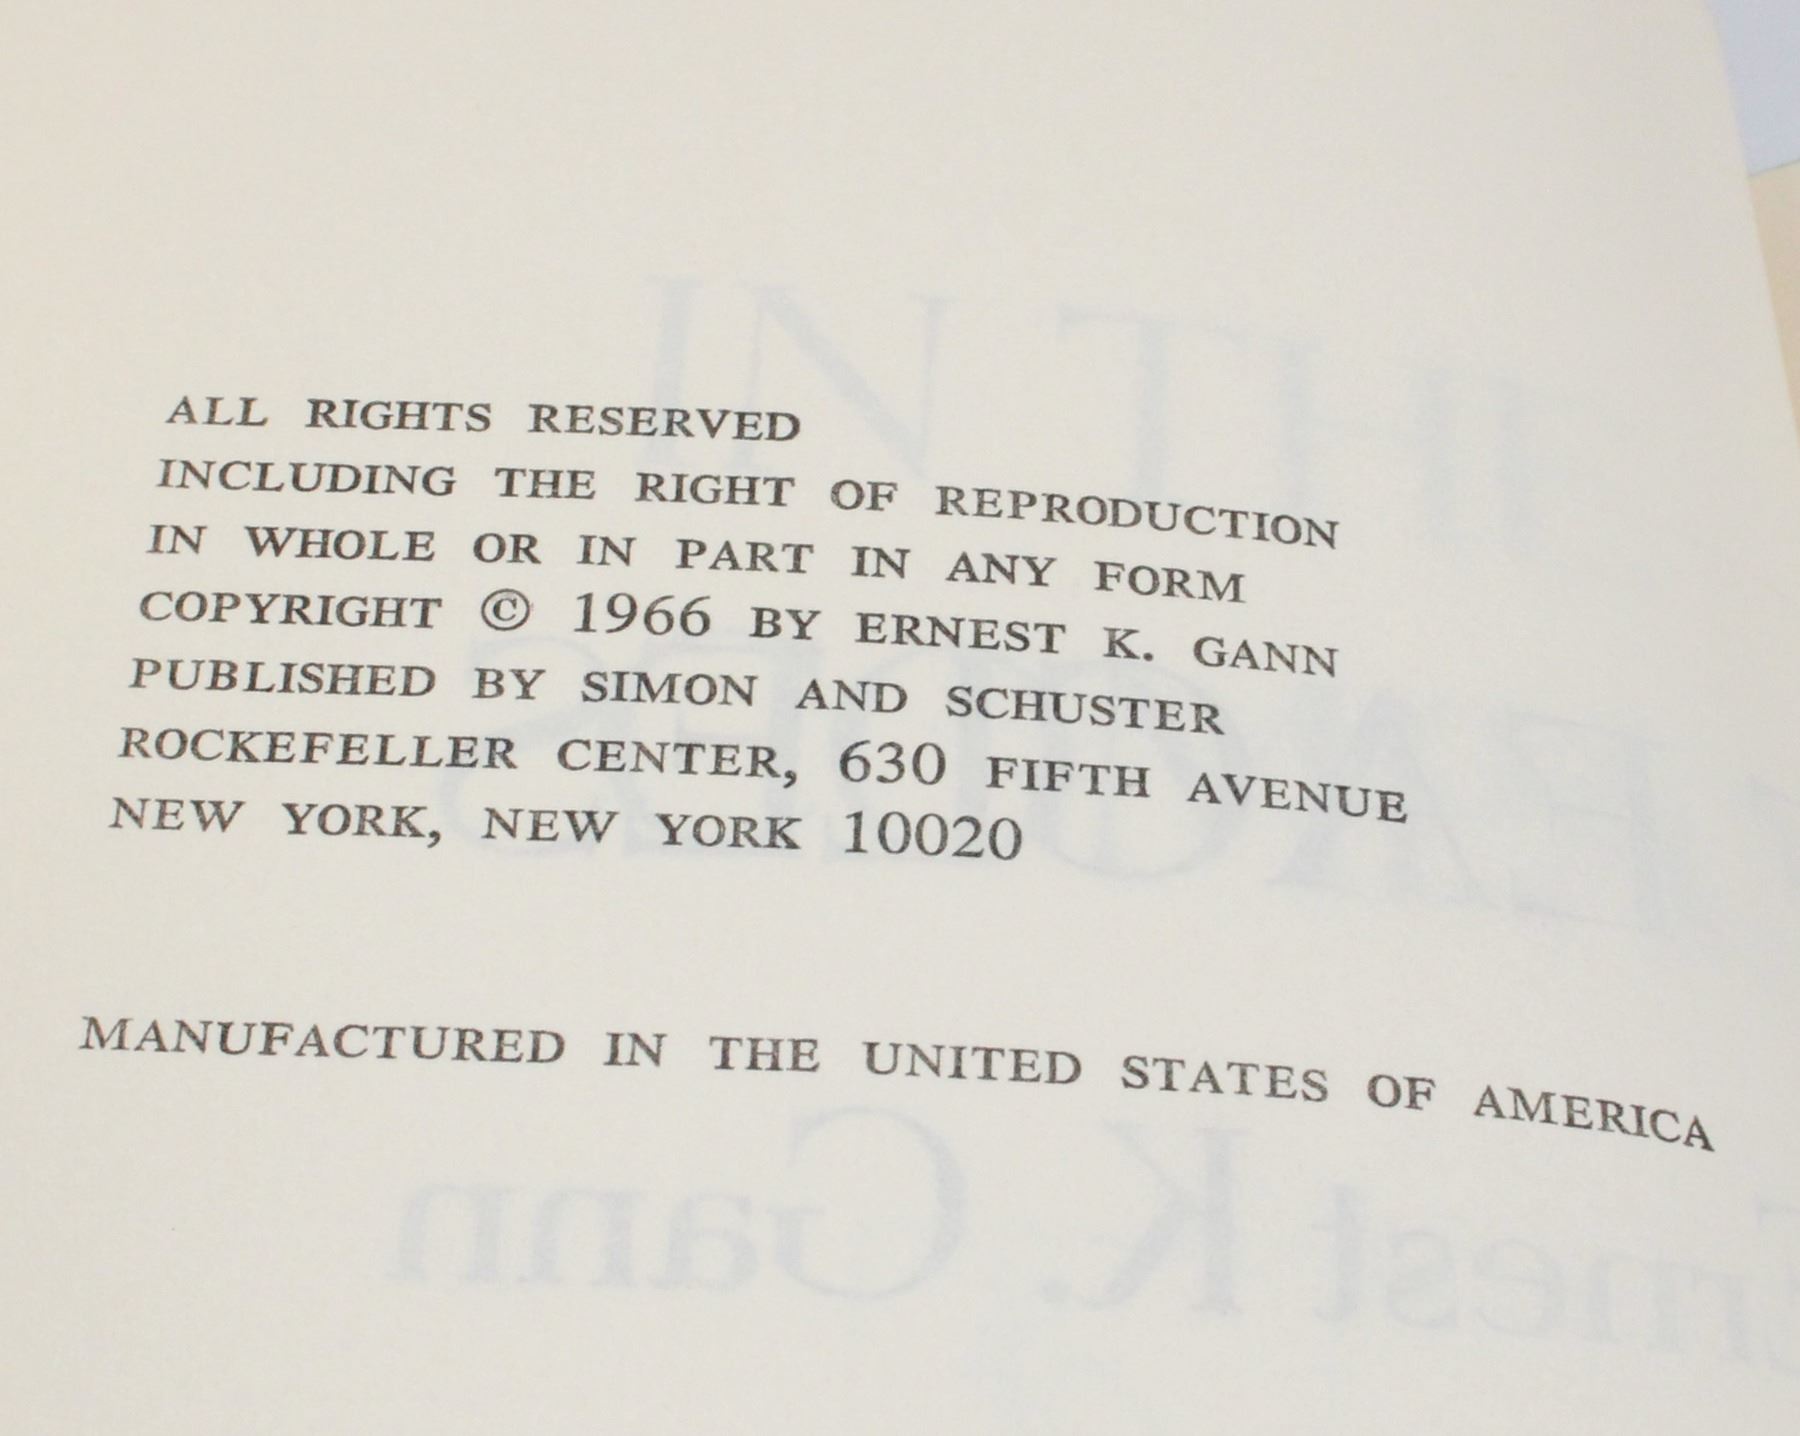 ALL RIGHTS RESERVED
INCLUDING THE RIGHT OF REPRODUCTION
IN WHOLE OR IN PART IN ANY FORM
COPYRIGHT © 1966 BY ERNEST K. GANN
PUBLISHED BY SIMON AND SCHUSTER
ROCKEFELLER CENTER, 630 FIFTH AVENUE
NEW YORK, NEW YORK 10020
MANUFACTURED IN THE UNITED STATES OF AMERICA